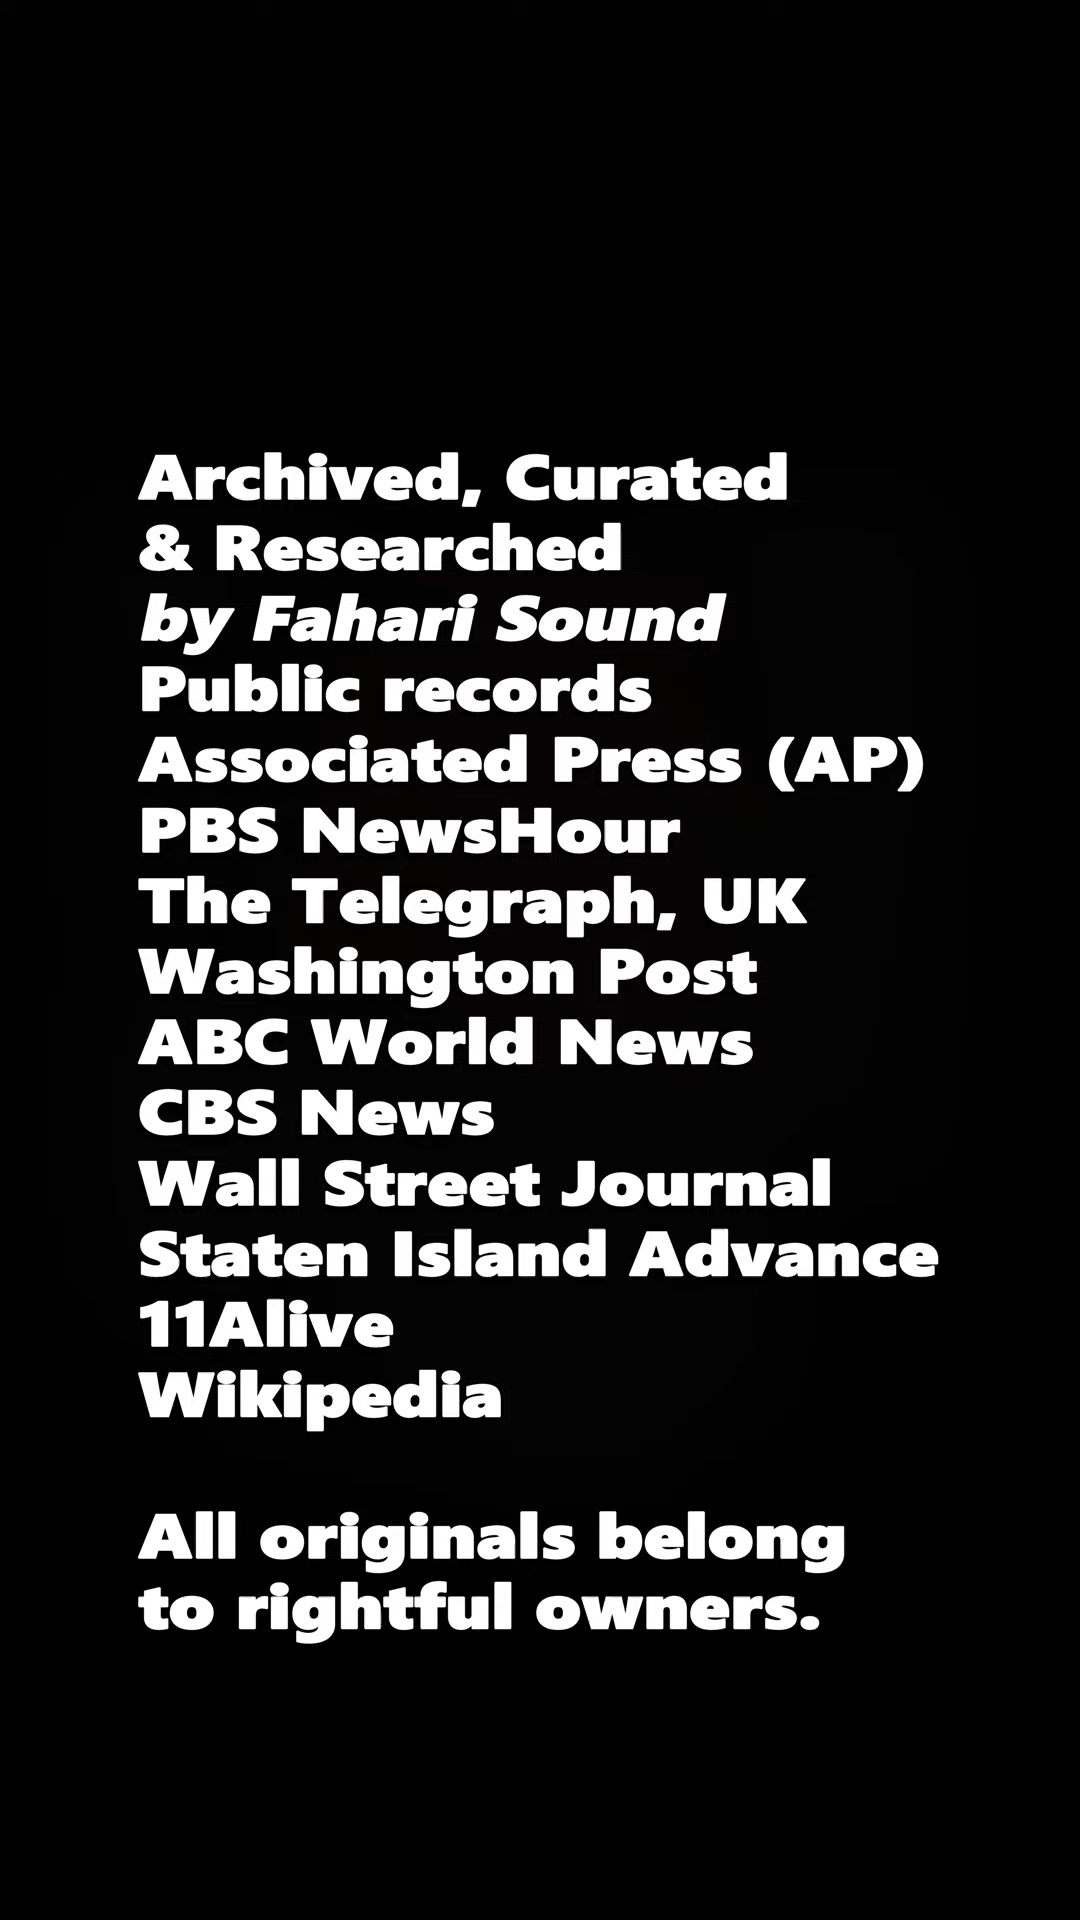 Archived, Curated
& Researched
by Fahari Sound
Public records
Associated Press (AP)
PBS NewsHour
The Telegraph, UK
Washington Post
ABC World News
CBS News
Wall Street Journal
Staten Island Advance
11Alive
Wikipedia
All originals belong
to rightful owners.